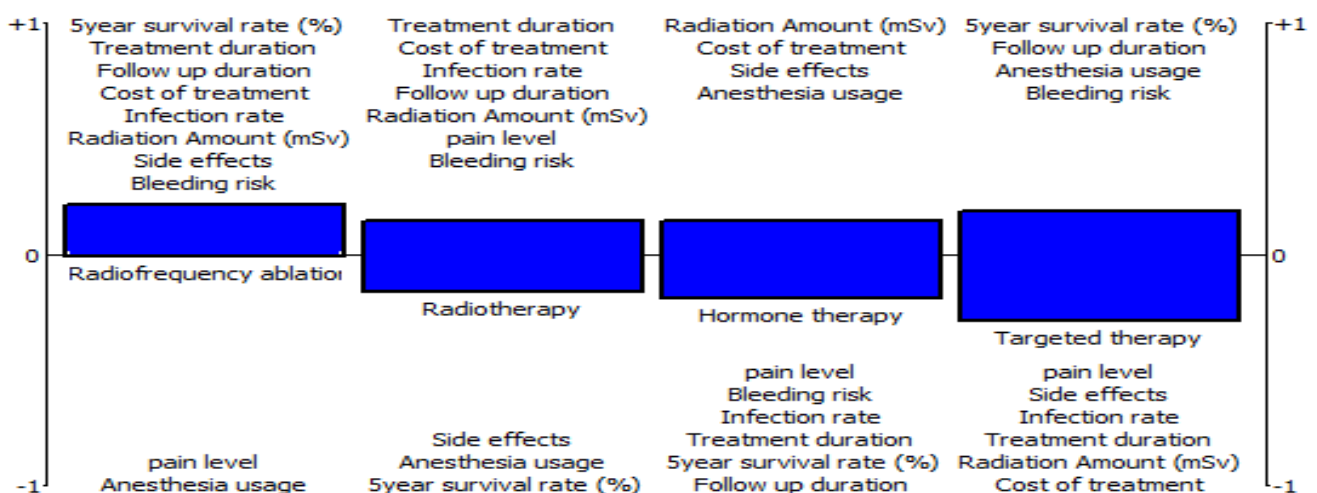 +1
5year survival rate (%)
Treatment duration
Follow up duration
Cost of treatment
Infection rate
Radiation Amount (mSv)
Side effects
Bleeding risk
Treatment duration
Cost of treatment
Infection rate
Follow up duration
Radiation Amount (mSv)
pain level
Bleeding risk
Radiation Amount (mSv)
Cost of treatment
Side effects
Anesthesia usage
5year survival rate (%)
Follow up duration
Anesthesia usage
Bleeding risk
+1
0
0
Radiofrequency ablatio
Radiotherapy
Hormone therapy
Targeted therapy
pain level
Anesthesia usage
Side effects
Anesthesia usage
5year survival rate (%)
pain level
Bleeding risk
Infection rate
Treatment duration
5year survival rate (%)
Follow up duration
pain level
Side effects
Infection rate
Treatment duration
Radiation Amount (mSv)
Cost of treatment
-1
-1